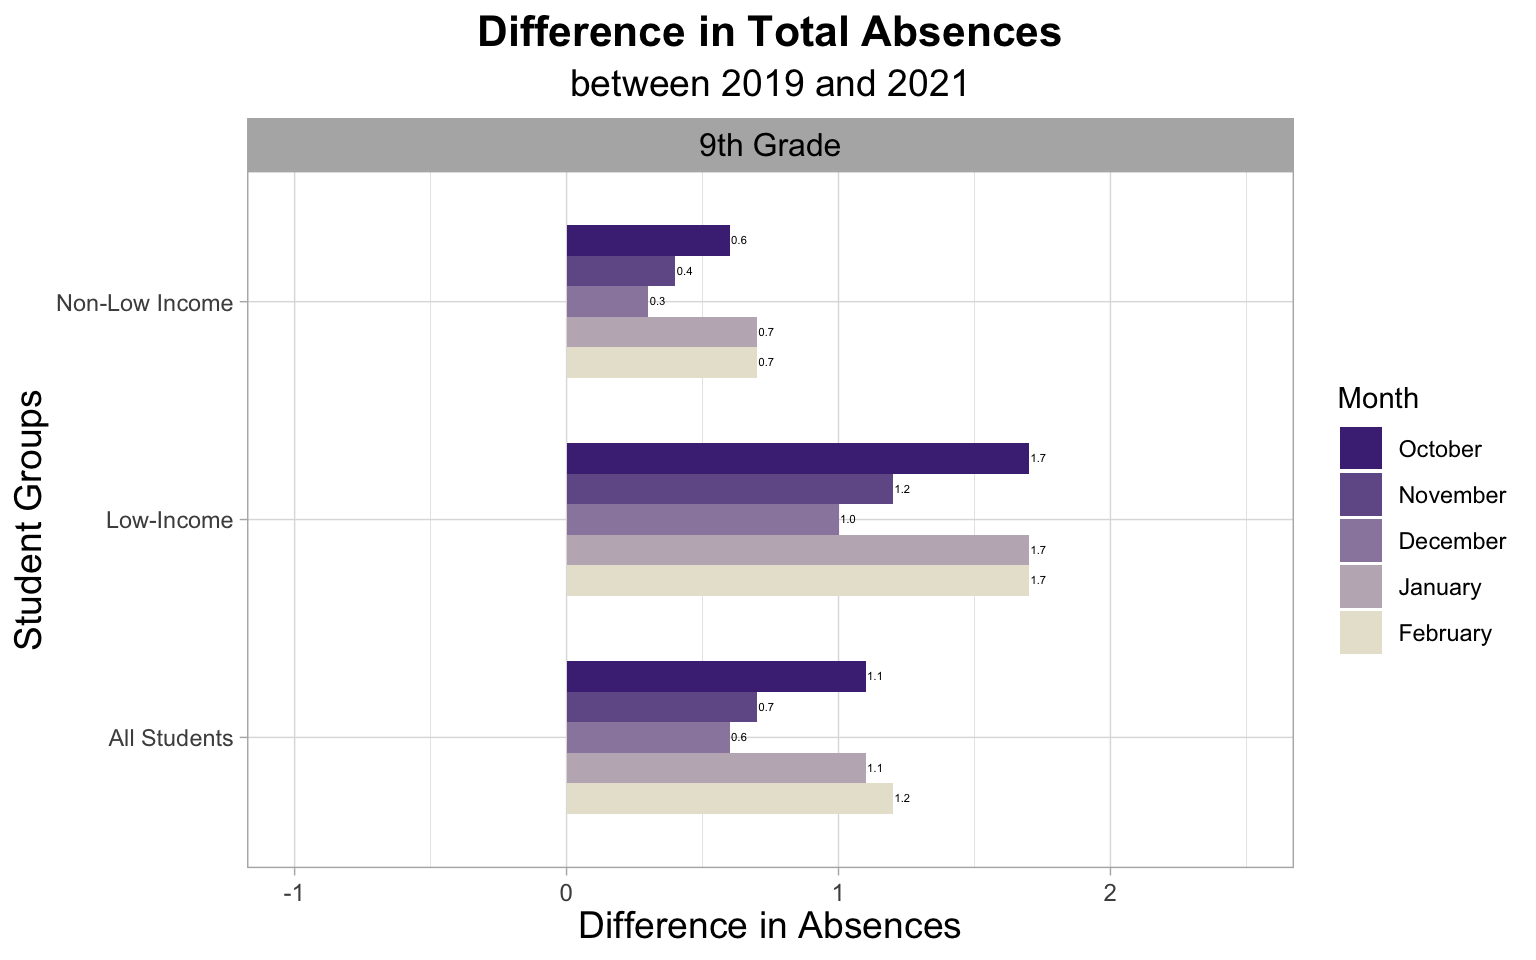 Difference in Total Absences
between 2019 and 2021
9th Grade
Non-Low Income
0.6
0.4
0.3
0.7
0.7
Low-Income
1.7
1.2
1.0
1.7
1.7
All Students
1.1
0.7
0.6
1.1
1.2
-1 0 1 2
Difference in Absences
Student Groups
Month
October
November
December
January
February